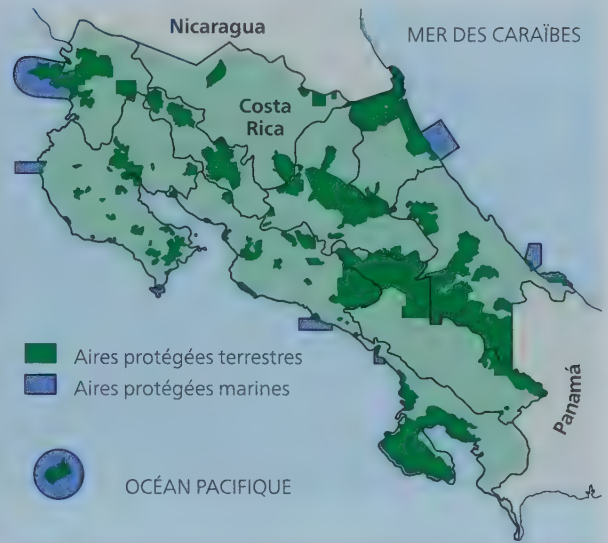 Nicaragua
MER DES CARAÏBES
Costa
Rica
Aires protégées terrestres
Aires protégées marines
Panamá
OCÉAN PACIFIQUE